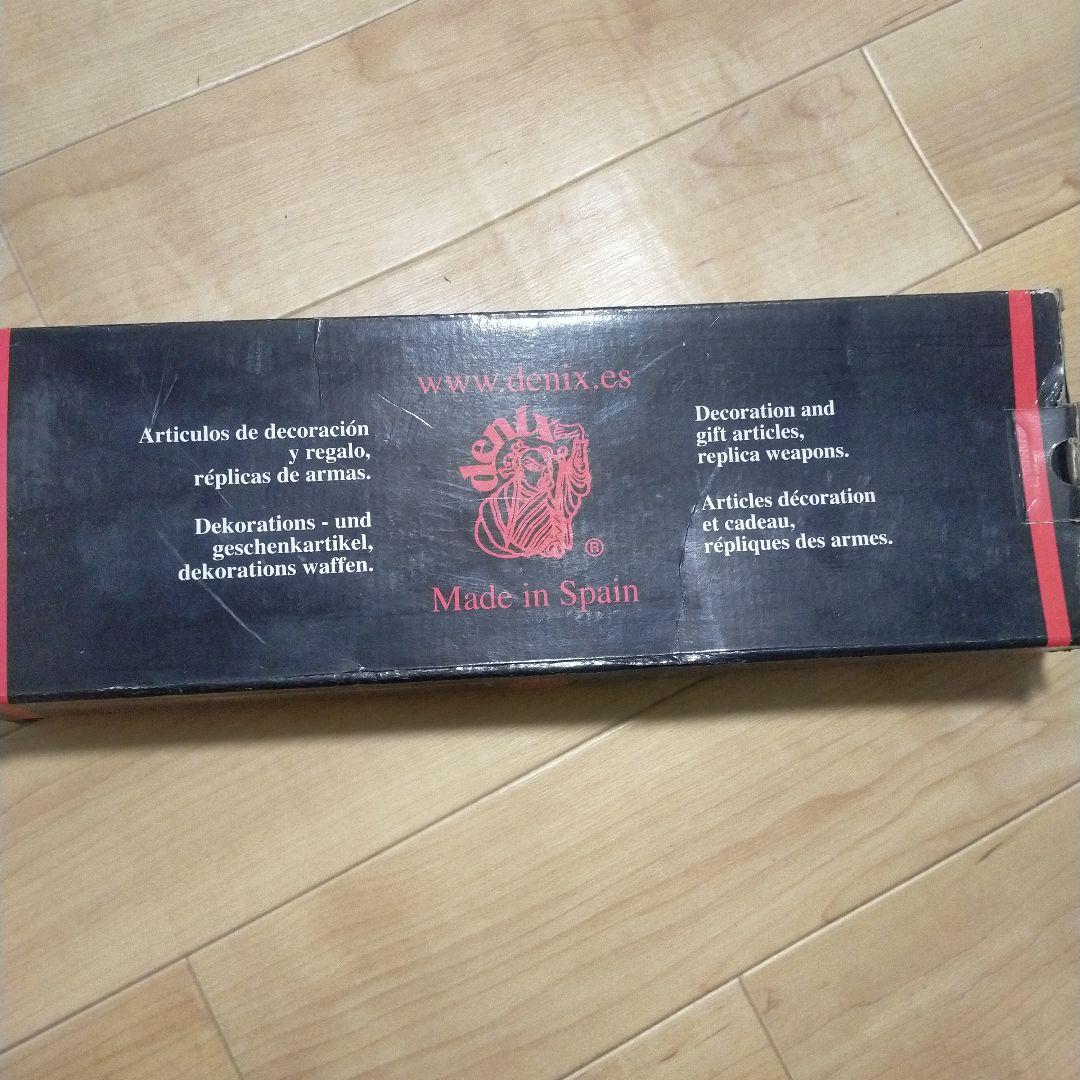 www.denix.es
Articulos de decoración
y regalo,
réplicas de armas.
Dekorations - und
geschenkartikel,
dekorations waffen.
denix
®
Made in Spain
Decoration and
gift articles,
replica weapons.
Articles décoration
et cadeau,
répliques des armes.